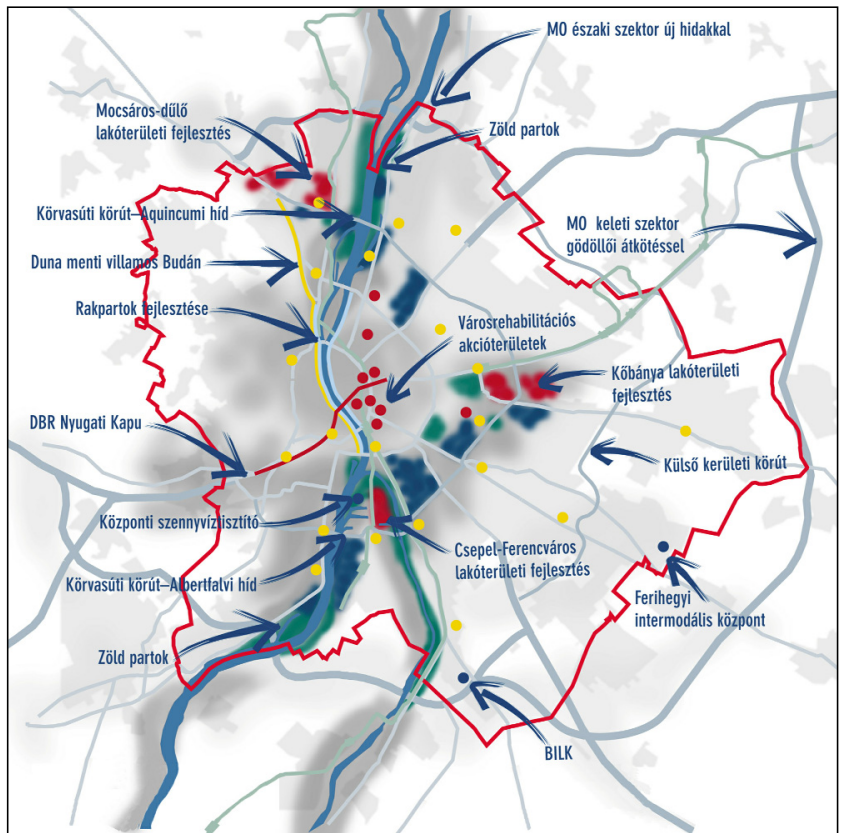 MO északi szektor új hidakkal
Mocsáros-dűlő
lakóterületi fejlesztés
Zöld partok
Körvasúti körút–Aquincumi híd
MO keleti szektor
gödöllői átkötéssel
Duna menti villamos Budán
Rakpartok fejlesztése
Városrehabilitációs
akcióterületek
Kőbánya lakóterületi
fejlesztés
DBR Nyugati Kapu
Külső kerületi körút
Központi szennyvíztisztító
Csepel-Ferencváros
lakóterületi fejlesztés
Körvasúti körút–Albertfalvi híd
Ferihegyi
intermodális központ
Zöld partok
BILK